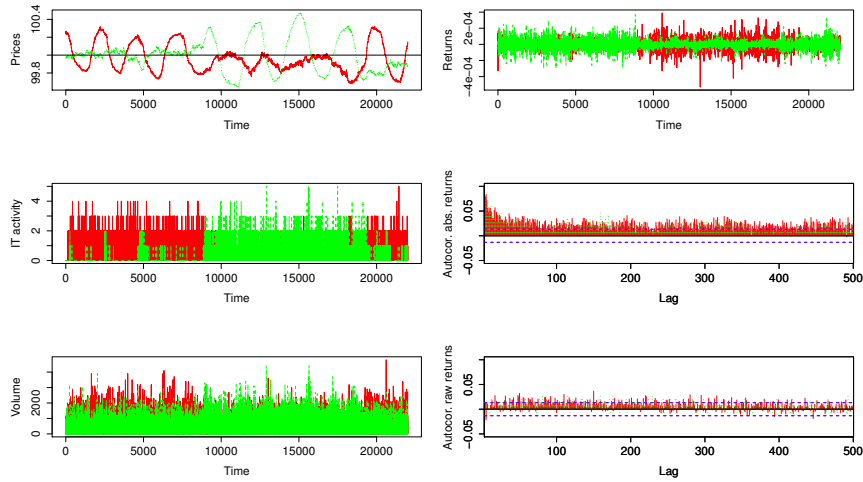 Prices
99.8
100.4
0
5000
10000
15000
20000
Time
Returns
−4e−04
2e−04
0
5000
10000
15000
20000
Time
IT activity
0
2
4
0
5000
10000
15000
20000
Time
Autocor. abs. returns
−0.05
0.05
100
200
300
400
500
Lag
Volume
0
2000
0
5000
10000
15000
20000
Time
Autocor. raw returns
−0.05
0.05
100
200
300
400
500
Lag